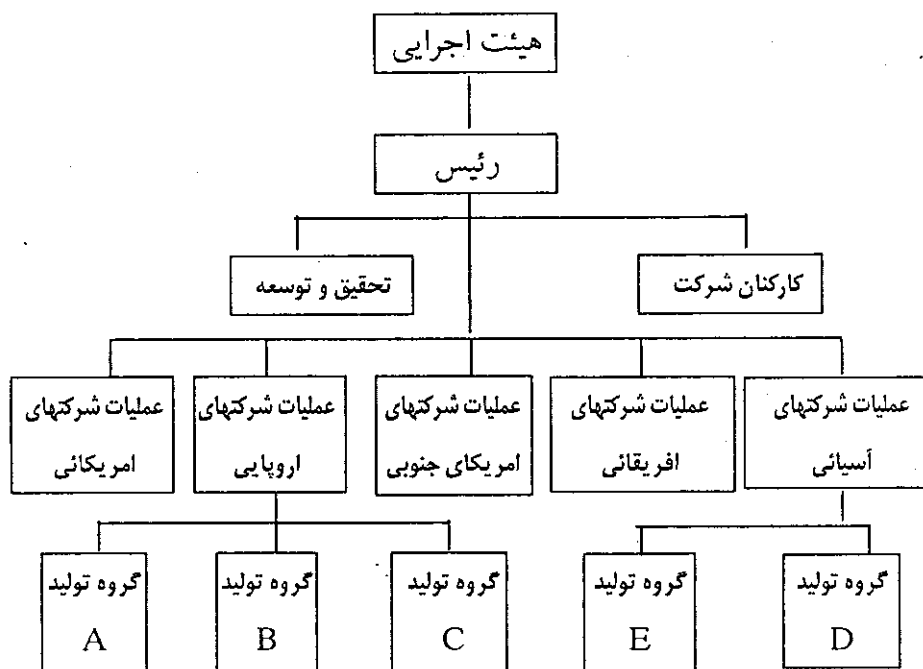 هیئت اجرایی
رئیس
کارکنان شرکت
تحقیق و توسعه
عملیات شرکتهای
آسیائی
عملیات شرکتهای
افریقائی
عملیات شرکتهای
امریکای جنوبی
عملیات شرکتهای
اروپایی
عملیات شرکتهای
امریکائی
گروه تولید
D
گروه تولید
E
گروه تولید
C
گروه تولید
B
گروه تولید
A